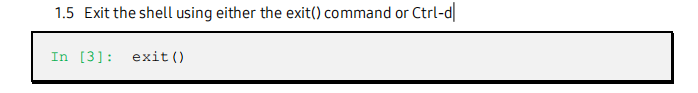 1.5 Exit the shell using either the exit() command or Ctrl-d
In [3]: exit()